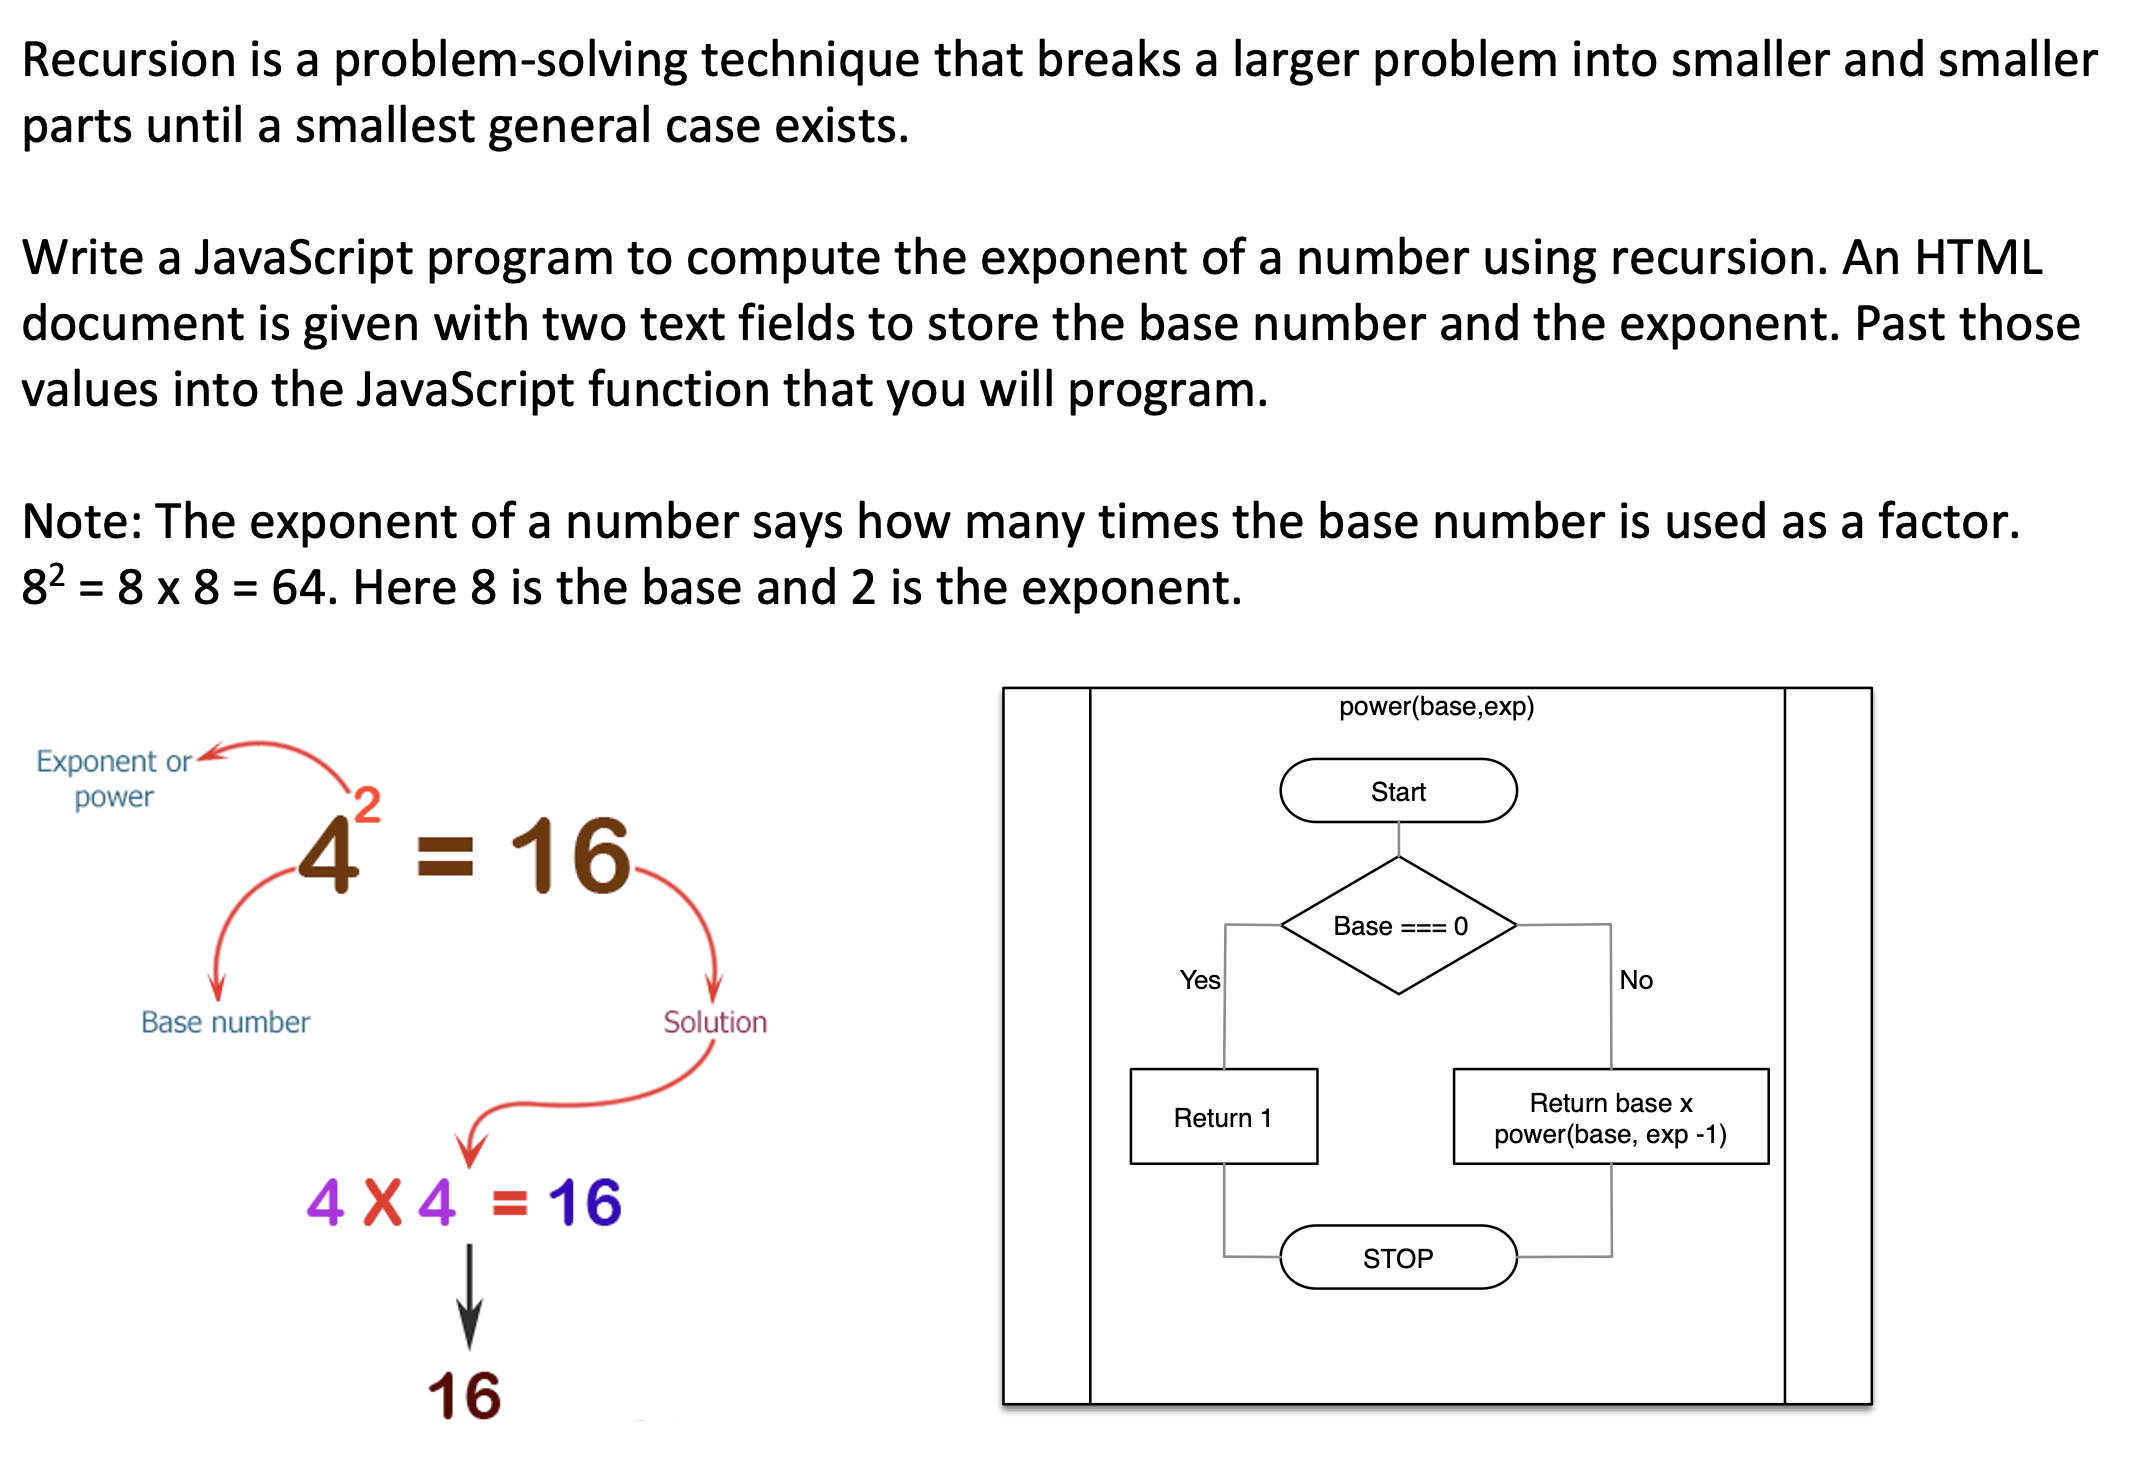 Recursion is a problem-solving technique that breaks a larger problem into smaller and smaller
parts until a smallest general case exists.
Write a JavaScript program to compute the exponent of a number using recursion. An HTML
document is given with two text fields to store the base number and the exponent. Past those
values into the JavaScript function that you will program.
Note: The exponent of a number says how many times the base number is used as a factor.
8² = 8 x 8 = 64. Here 8 is the base and 2 is the exponent.
Exponent or
power
4² = 16
Base number
Solution
4 X 4 = 16
16
power(base,exp)
Start
Base === 0
Yes
No
Return 1
Return base x
power(base, exp -1)
STOP